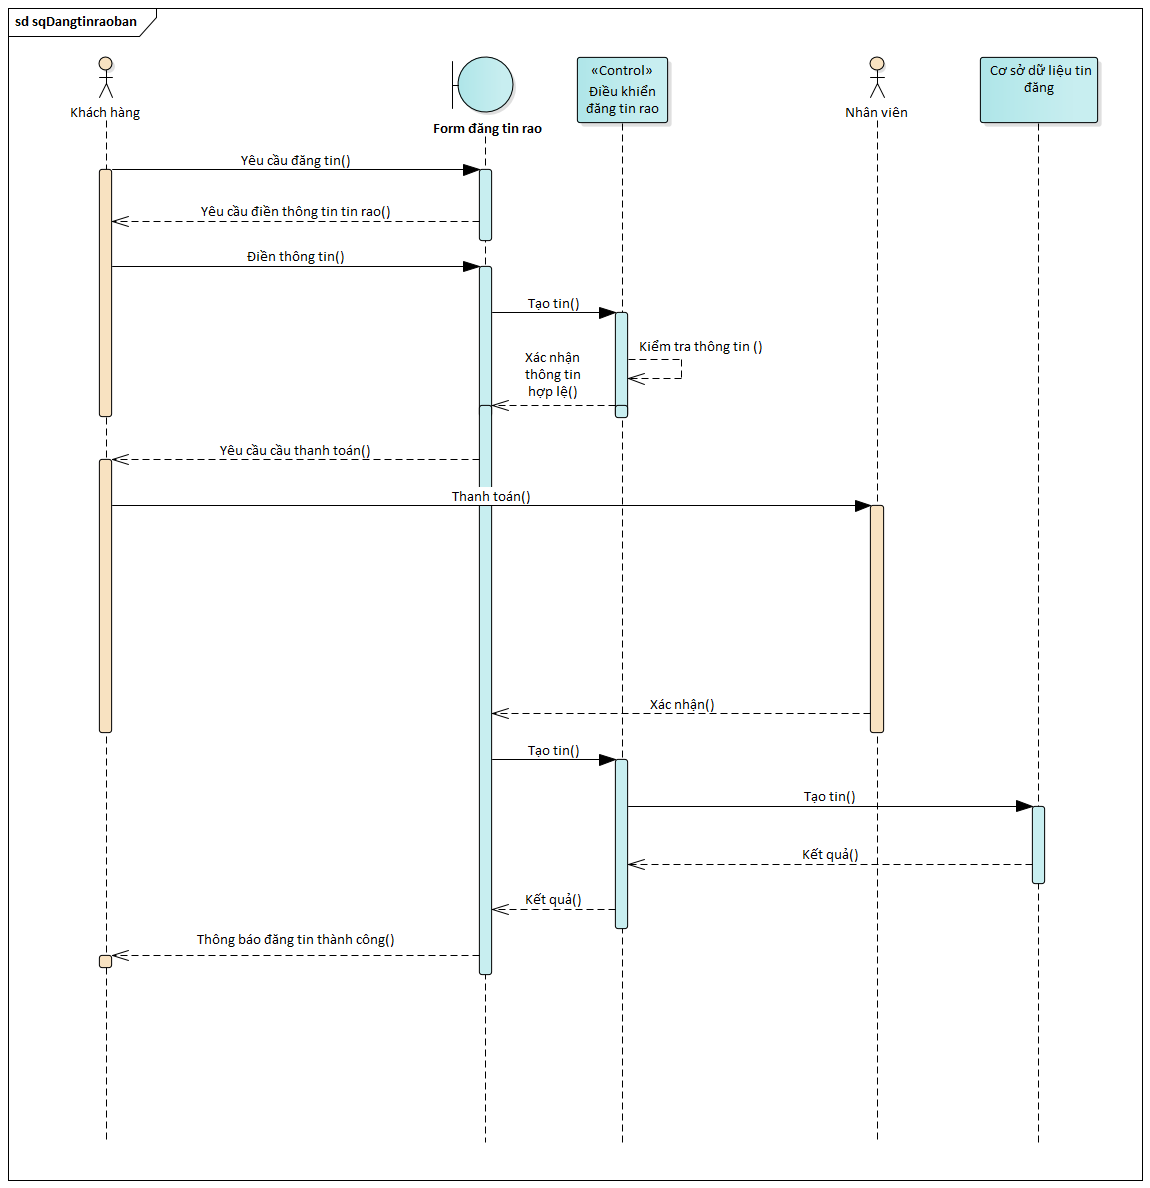 sd sqDangtinraoban
Khách hàng
Form đăng tin rao
«Control»
Điều khiển
đăng tin rao
Nhân viên
Cơ sở dữ liệu tin
đăng
Yêu cầu đăng tin()
Yêu cầu điền thông tin tin rao()
Điền thông tin()
Tạo tin()
Kiểm tra thông tin ()
Xác nhận
thông tin
hợp lệ()
Yêu cầu cầu thanh toán()
Thanh toán()
Xác nhận()
Tạo tin()
Tạo tin()
Kết quả()
Kết quả()
Thông báo đăng tin thành công()